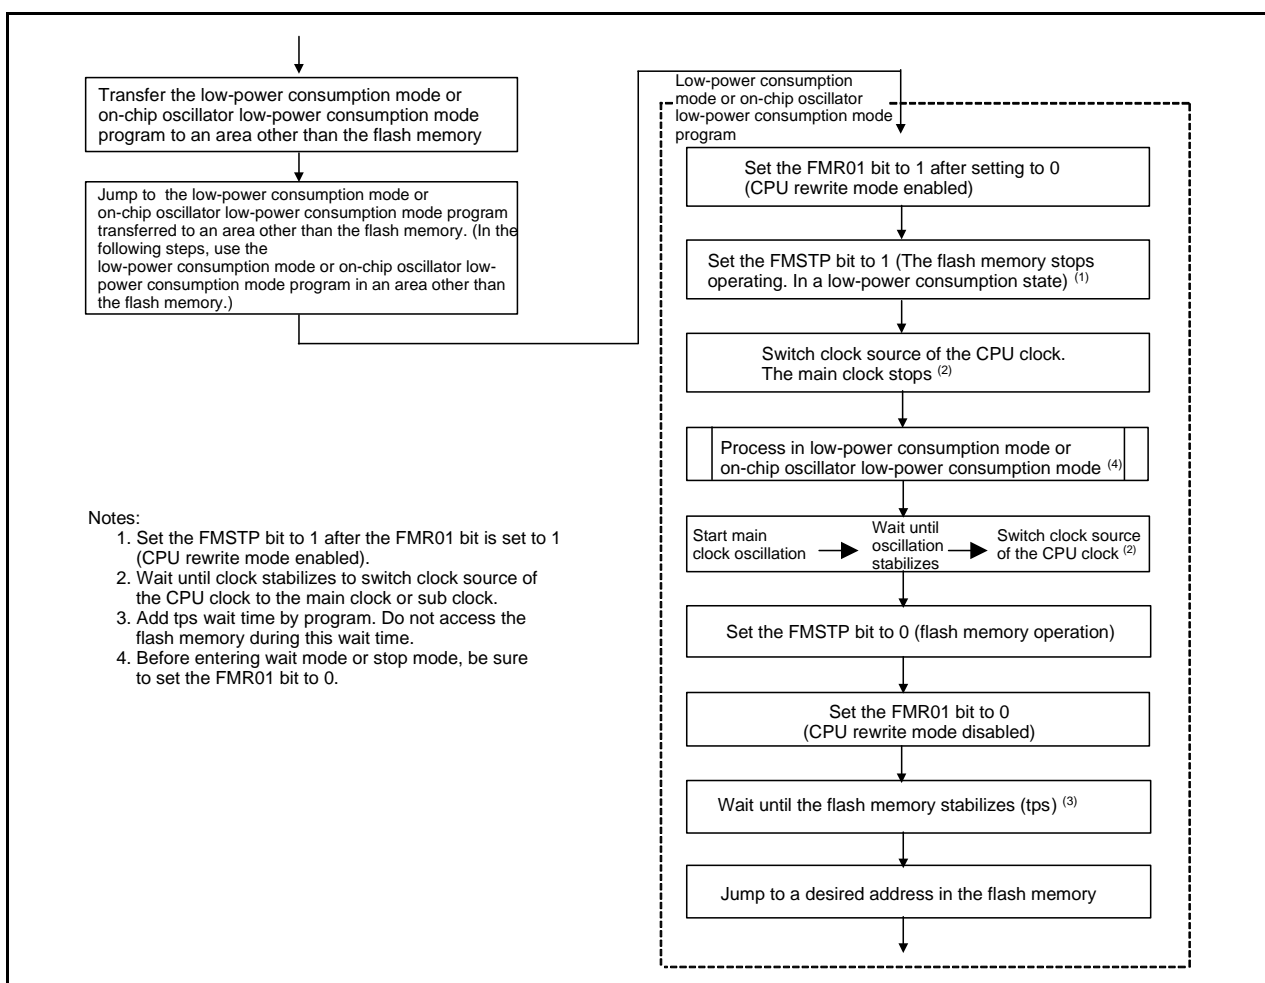 Transfer the low-power consumption mode or
on-chip oscillator low-power consumption mode
program to an area other than the flash memory
Jump to the low-power consumption mode or
on-chip oscillator low-power consumption mode program
transferred to an area other than the flash memory. (In the
following steps, use the
low-power consumption mode or on-chip oscillator low-
power consumption mode program in an area other than
the flash memory.)
Low-power consumption
mode or on-chip oscillator
low-power consumption mode
program
Set the FMR01 bit to 1 after setting to 0
(CPU rewrite mode enabled)
Set the FMSTP bit to 1 (The flash memory stops
operating. In a low-power consumption state) (1)
Switch clock source of the CPU clock.
The main clock stops (2)
Process in low-power consumption mode or
on-chip oscillator low-power consumption mode (4)
Start main
clock oscillation
Wait until
oscillation
stabilizes
Switch clock source
of the CPU clock (2)
Set the FMSTP bit to 0 (flash memory operation)
Set the FMR01 bit to 0
(CPU rewrite mode disabled)
Wait until the flash memory stabilizes (tps) (3)
Jump to a desired address in the flash memory
Notes:
1. Set the FMSTP bit to 1 after the FMR01 bit is set to 1
(CPU rewrite mode enabled).
2. Wait until clock stabilizes to switch clock source of
the CPU clock to the main clock or sub clock.
3. Add tps wait time by program. Do not access the
flash memory during this wait time.
4. Before entering wait mode or stop mode, be sure
to set the FMR01 bit to 0.